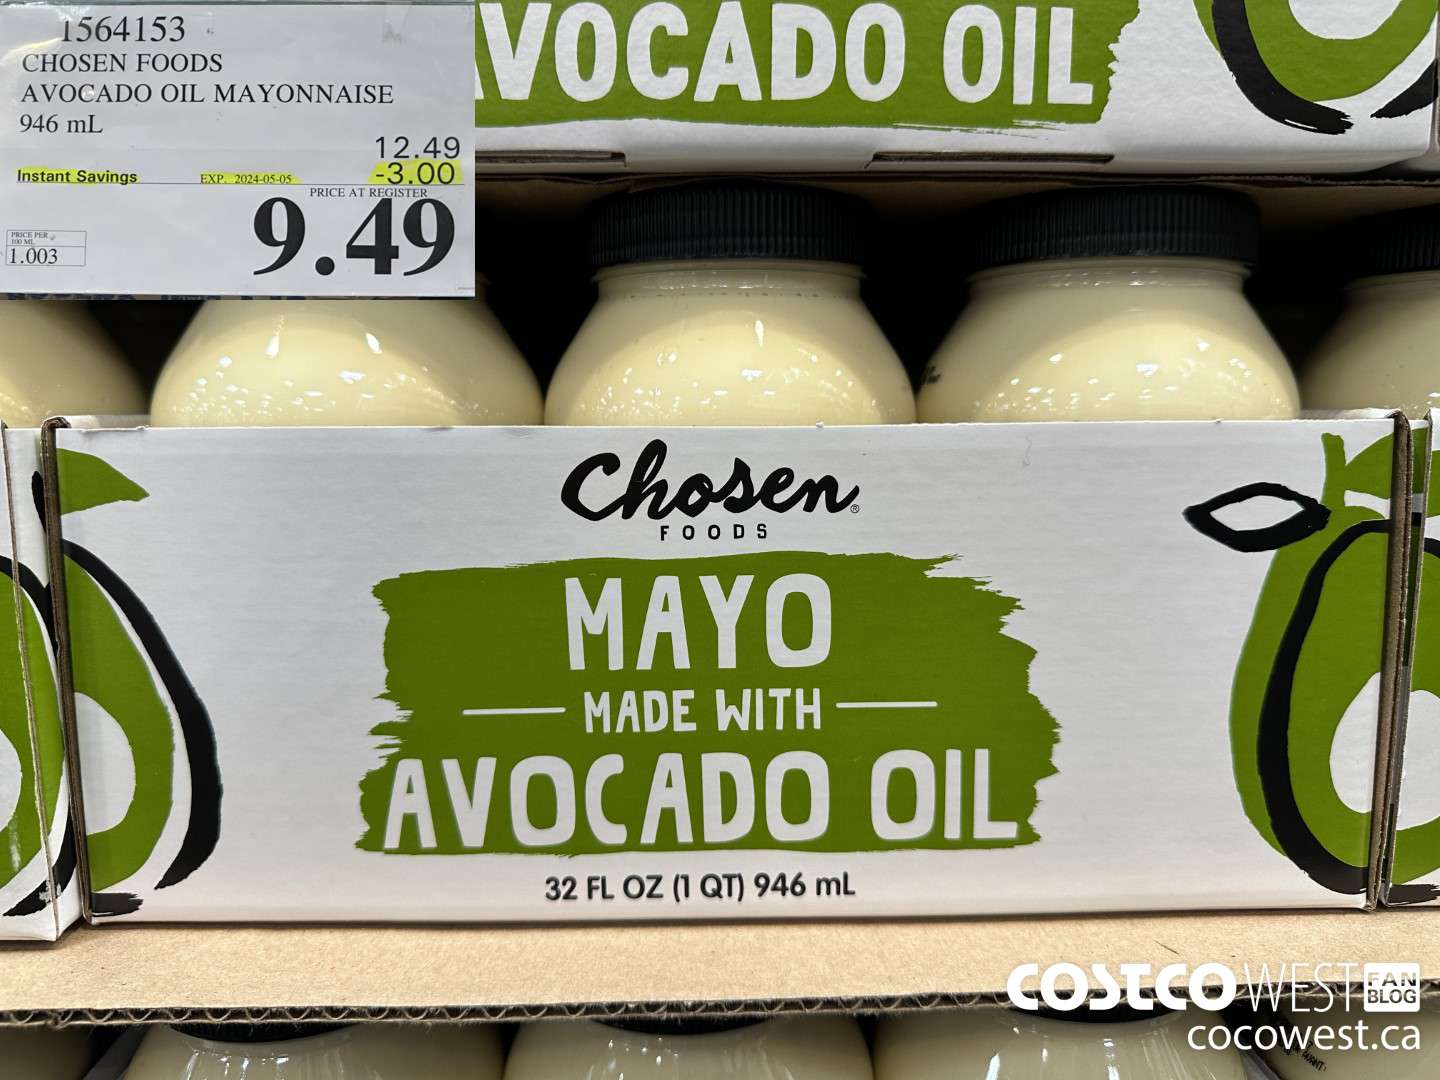 1564153
CHOSEN FOODS
AVOCADO OIL MAYONNAISE
946 mL
12.49
Instant Savings EXP. 2024-05-05 -3.00
PRICE AT REGISTER
9.49
PRICE PER
100 ML
1.003
AVOCADO OIL
Chosen®
FOODS
MAYO
MADE WITH
AVOCADO OIL
32 FL OZ (1 QT) 946 mL
COSTCO WEST FAN BLOG
cocowest.ca